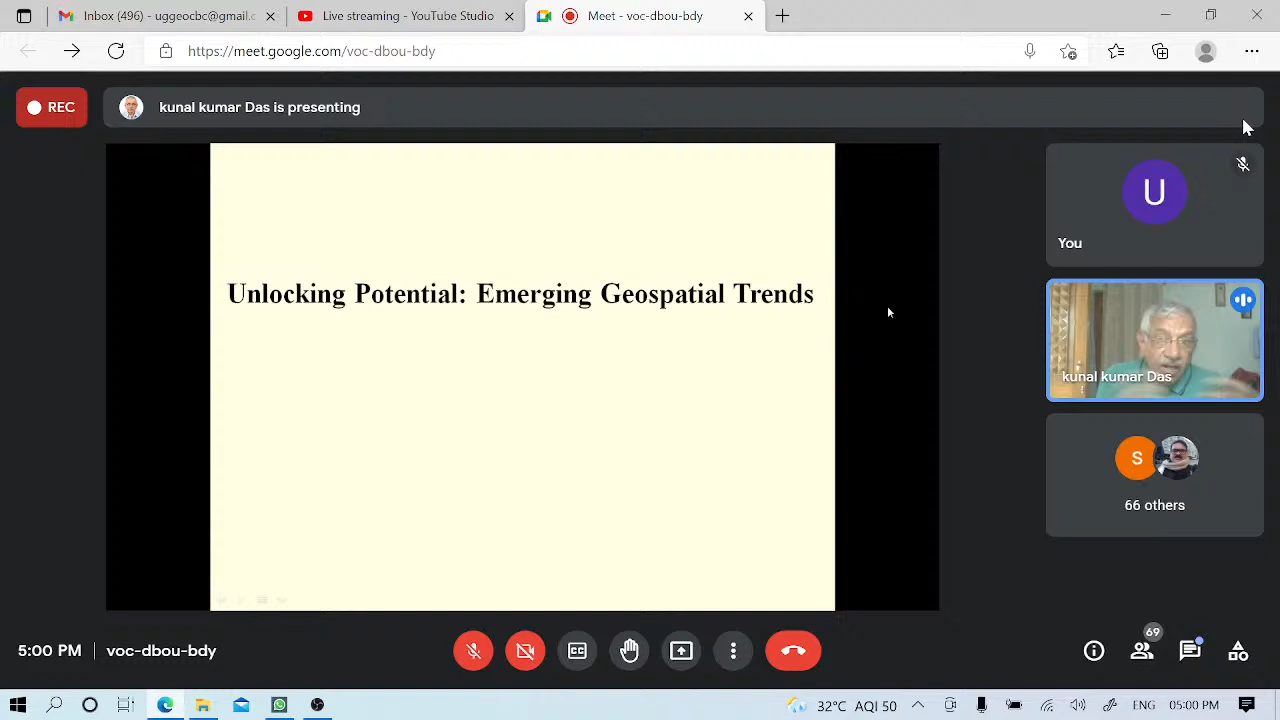 Inbox (496) - uggeocdc@gmail.c
Live streaming - YouTube Studio
Meet - voc-dbou-bdy
https://meet.google.com/voc-dbou-bdy
REC
kunal kumar Das is presenting
Unlocking Potential: Emerging Geospatial Trends
U
You
kunal kumar Das
S
66 others
5:00 PM
voc-dbou-bdy
69
32°C AQI 50
ENG
05:00 PM